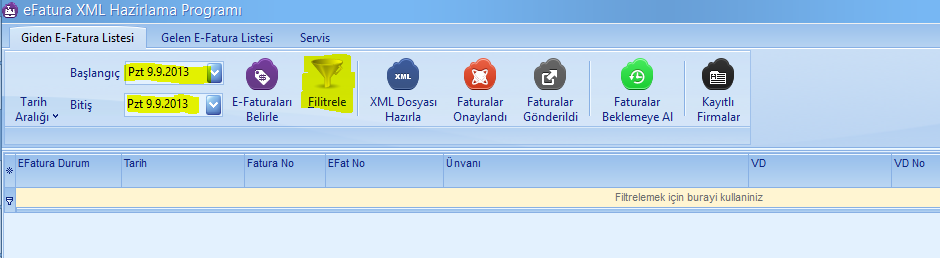 eFatura XML Hazirlama Programı
Giden E-Fatura Listesi Gelen E-Fatura Listesi Servis
Tarih Aralığı
Başlangıç Pzt 9.9.2013
Bitiş Pzt 9.9.2013
E-Faturaları Belirle
Filitrele
XML
XML Dosyası Hazırla
Faturalar Onaylandı
Faturalar Gönderildi
Faturalar Beklemeye Al
Kayıtlı Firmalar
EFatura Durum Tarih Fatura No EFat No Ünvanı VD VD No
Filtrelemek için burayi kullaniniz